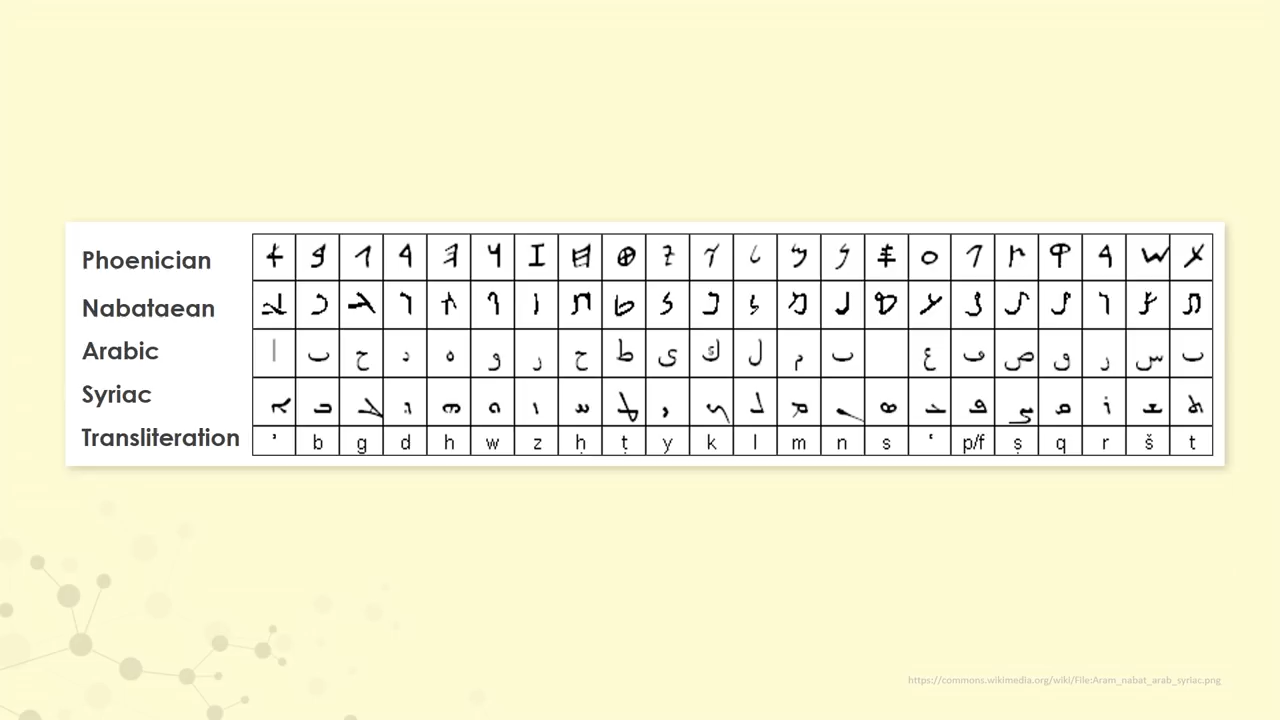 Phoenician 𐤀 𐤁 𐤂 𐤃 𐤄 𐤅 𐤆 𐤇 𐤈 𐤉 𐤊 𐤋 𐤌 𐤍 𐤎 𐤏 𐤐 𐤑 𐤒 𐤓 𐤔 𐤕
Nabataean
Arabic ا ٮ ح د ه و ر ح ط ى ك ل م ٮ ع ڡ ص ٯ ر س ٮ
Syriac ܐ ܒ ܓ ܕ ܗ ܘ ܙ ܚ ܛ ܝ ܟ ܠ ܡ ܢ ܣ ܥ ܦ ܨ ܩ ܪ ܫ ܬ
Transliteration ʾ b g d h w z ḥ ṭ y k l m n s ʿ p/f ṣ q r š t
https://commons.wikimedia.org/wiki/File:Aram_nabat_arab_syriac.png